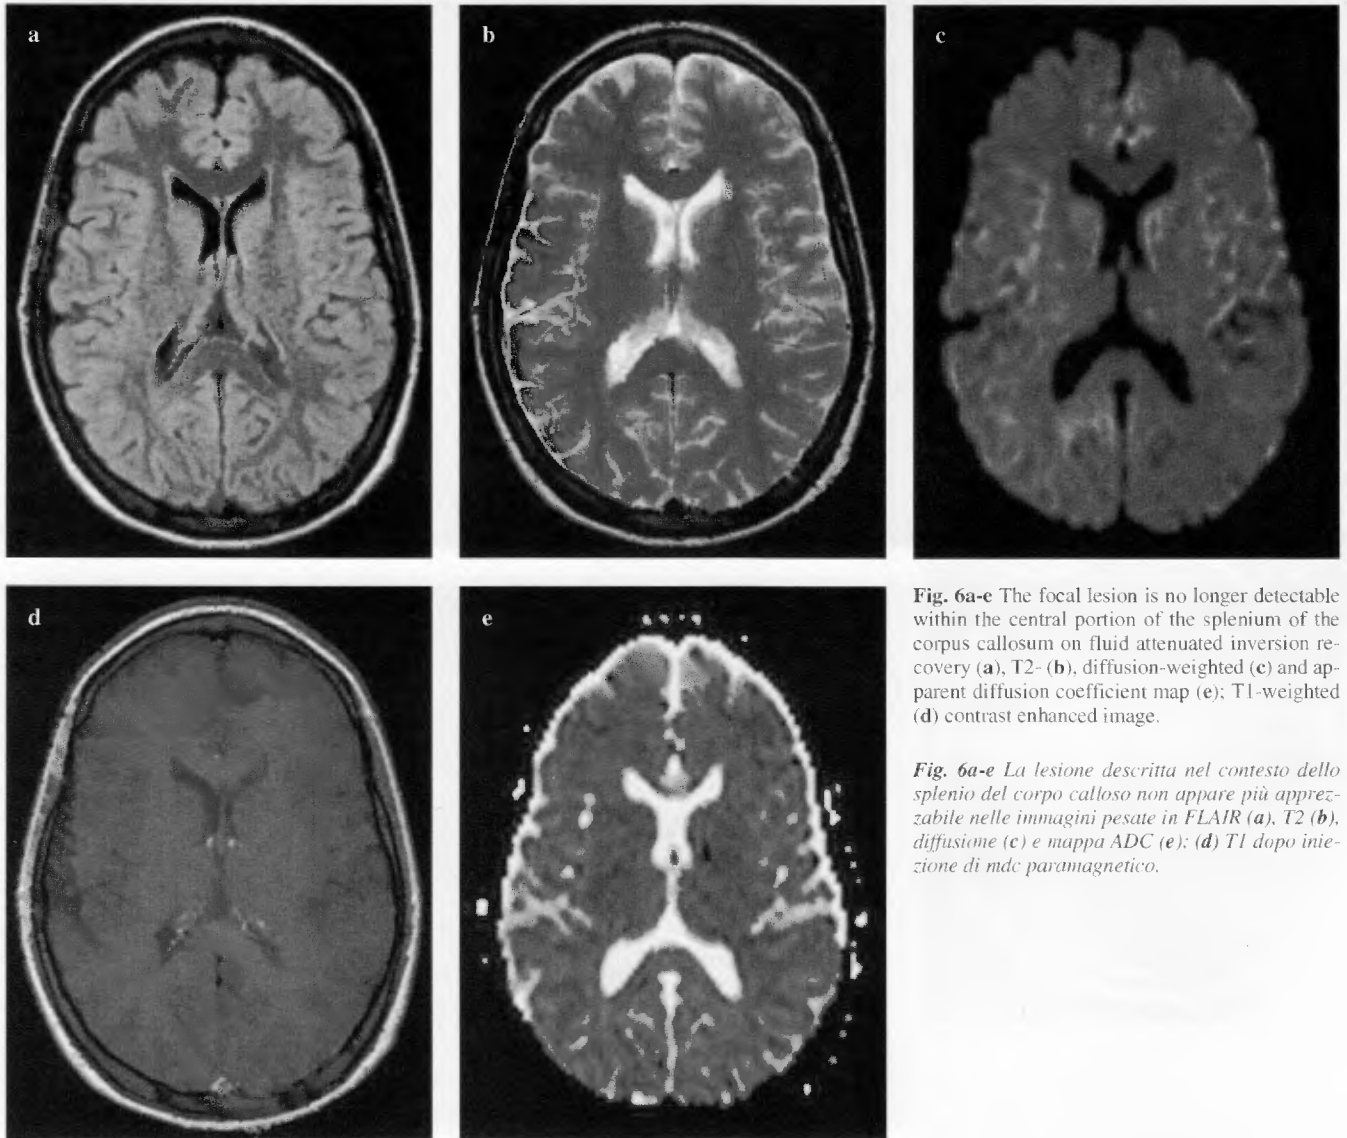 a
b
c
d
e
Fig. 6a-e The focal lesion is no longer detectable
within the central portion of the splenium of the
corpus callosum on fluid attenuated inversion re-
covery (a), T2- (b), diffusion-weighted (c) and ap-
parent diffusion coefficient map (e); T1-weighted
(d) contrast enhanced image.
Fig. 6a-e La lesione descritta nel contesto dello
splenio del corpo calloso non appare più apprez-
zabile nelle immagini pesate in FLAIR (a), T2 (b),
diffusione (c) e mappa ADC (e); (d) T1 dopo inie-
zione di mdc paramagnetico.